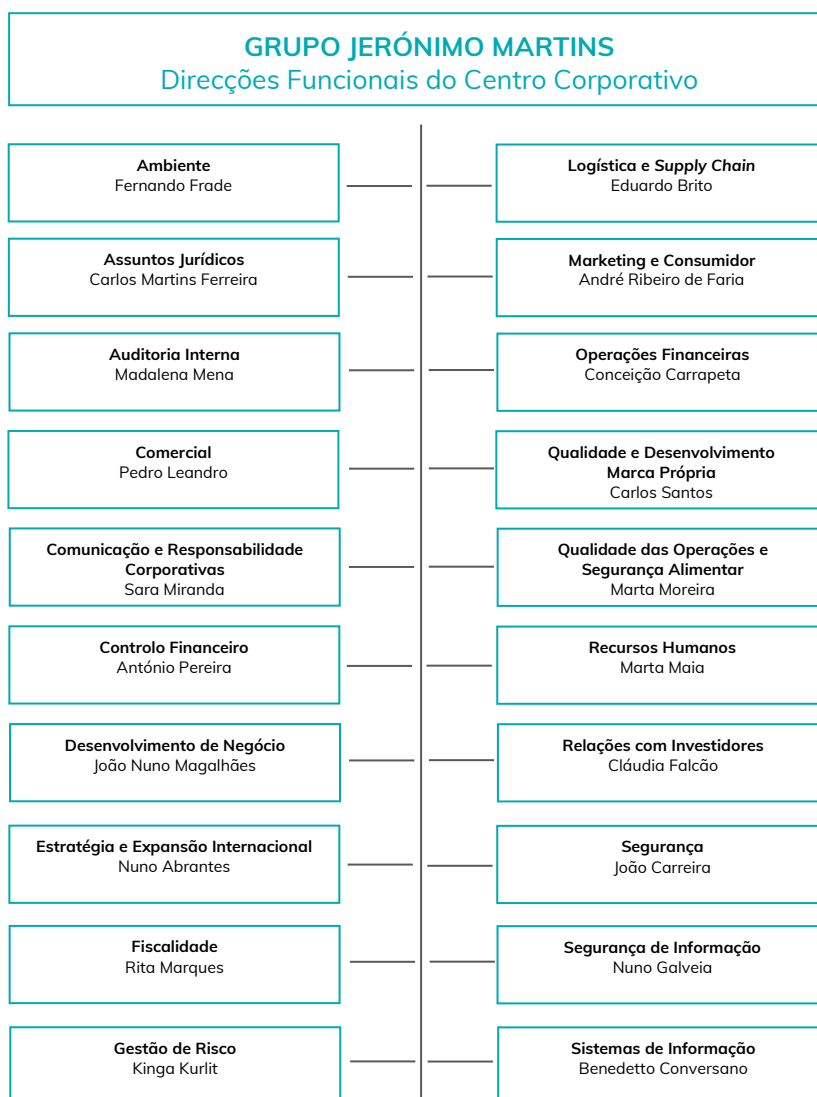 GRUPO JERÓNIMO MARTINS
Direcções Funcionais do Centro Corporativo
Ambiente
Fernando Frade
Assuntos Jurídicos
Carlos Martins Ferreira
Auditoria Interna
Madalena Mena
Comercial
Pedro Leandro
Comunicação e Responsabilidade
Corporativas
Sara Miranda
Controlo Financeiro
António Pereira
Desenvolvimento de Negócio
João Nuno Magalhães
Estratégia e Expansão Internacional
Nuno Abrantes
Fiscalidade
Rita Marques
Gestão de Risco
Kinga Kurlit
Logística e Supply Chain
Eduardo Brito
Marketing e Consumidor
André Ribeiro de Faria
Operações Financeiras
Conceição Carrapeta
Qualidade e Desenvolvimento
Marca Própria
Carlos Santos
Qualidade das Operações e
Segurança Alimentar
Marta Moreira
Recursos Humanos
Marta Maia
Relações com Investidores
Cláudia Falcão
Segurança
João Carreira
Segurança de Informação
Nuno Galveia
Sistemas de Informação
Benedetto Conversano